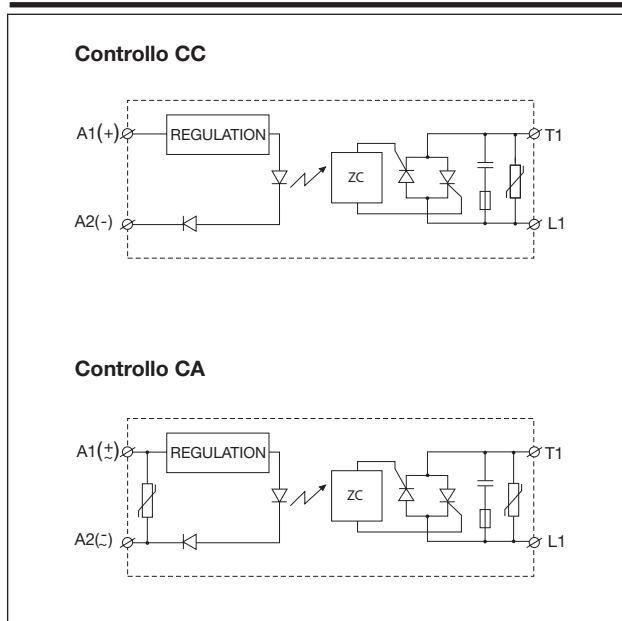 Controllo CC
A1(+)
REGULATION
ZC
T1
A2(-)
L1
Controllo CA
A1(±~)
REGULATION
ZC
T1
A2(-~)
L1